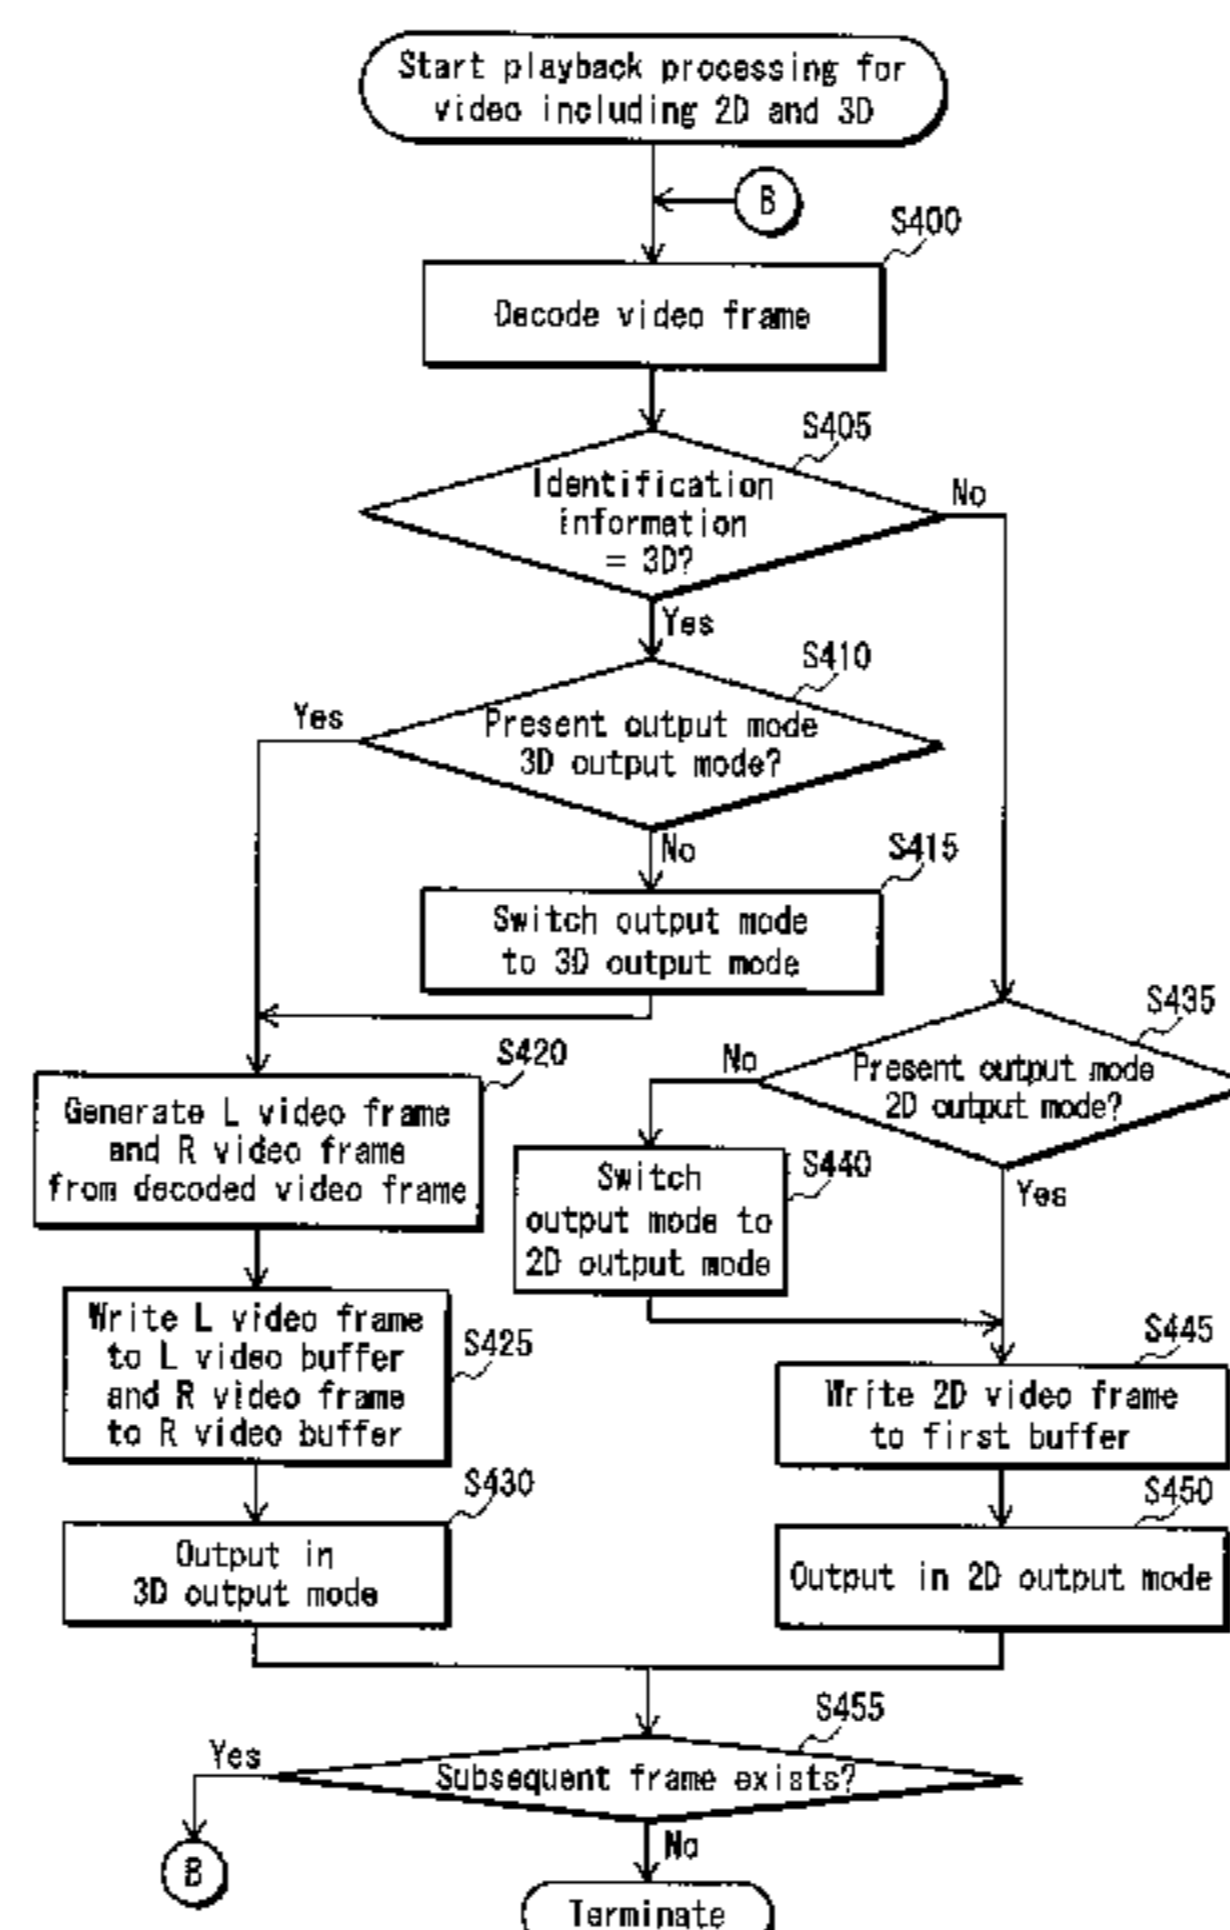 Start playback processing for
video including 2D and 3D
B
S400
Decode video frame
S405
Identification
information
= 3D?
No
Yes
S410
Yes
Present output mode
3D output mode?
No
S415
Switch output mode
to 3D output mode
S435
No
Present output mode
2D output mode?
Yes
S420
Generate L video frame
and R video frame
from decoded video frame
S440
Switch
output mode to
2D output mode
S425
Write L video frame
to L video buffer
and R video frame
to R video buffer
S445
Write 2D video frame
to first buffer
S430
Output in
3D output mode
S450
Output in 2D output mode
S455
Yes
Subsequent frame exists?
B
No
Terminate